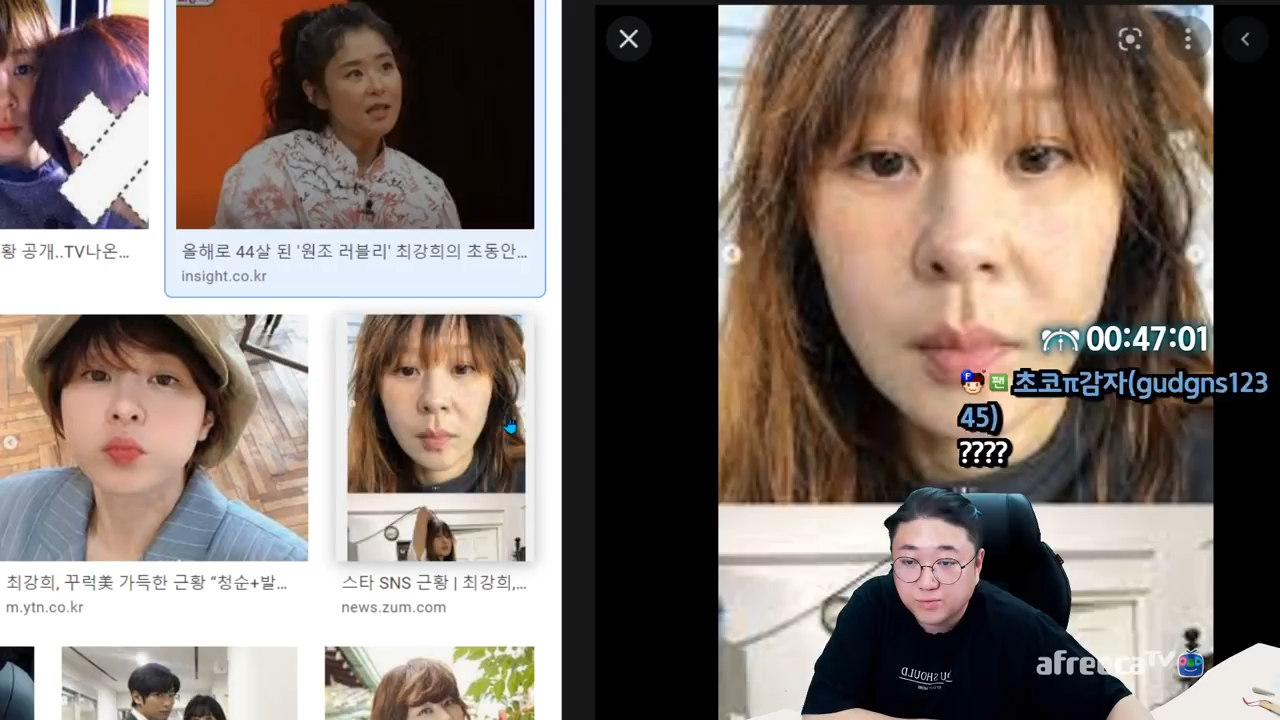 황 공개..TV나온...
올해로 44살 된 '원조 러블리' 최강희의 초동안...
insight.co.kr
최강희, 꾸럭美 가득한 근황 “청순+발...
m.ytn.co.kr
스타 SNS 근황 | 최강희,...
news.zum.com
00:47:01
F 팬 초코π감자(gudgns123
45)
????
afreecaTV